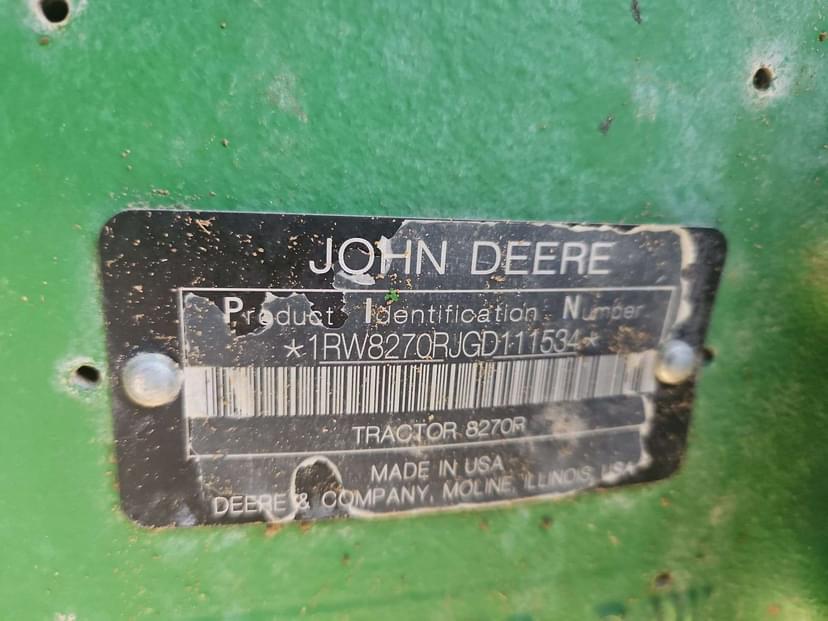 JOHN DEERE
Product Identification Number
*1RW8270RJGD111534*
TRACTOR 8270R
MADE IN USA
DEERE & COMPANY, MOLINE, ILLINOIS, USA